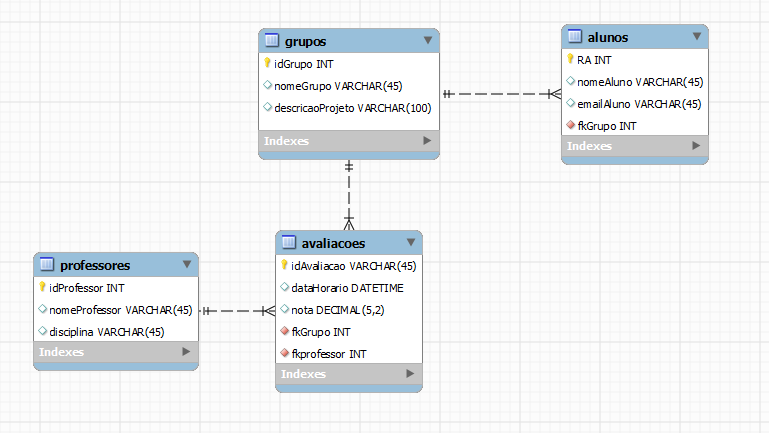 grupos
idGrupo INT
nomeGrupo VARCHAR(45)
descricaoProjeto VARCHAR(100)
Indexes
alunos
RA INT
nomeAluno VARCHAR(45)
emailAluno VARCHAR(45)
fkGrupo INT
Indexes
professores
idProfessor INT
nomeProfessor VARCHAR(45)
disciplina VARCHAR(45)
Indexes
avaliacoes
idAvaliacao VARCHAR(45)
dataHorario DATETIME
nota DECIMAL(5,2)
fkGrupo INT
fkprofessor INT
Indexes